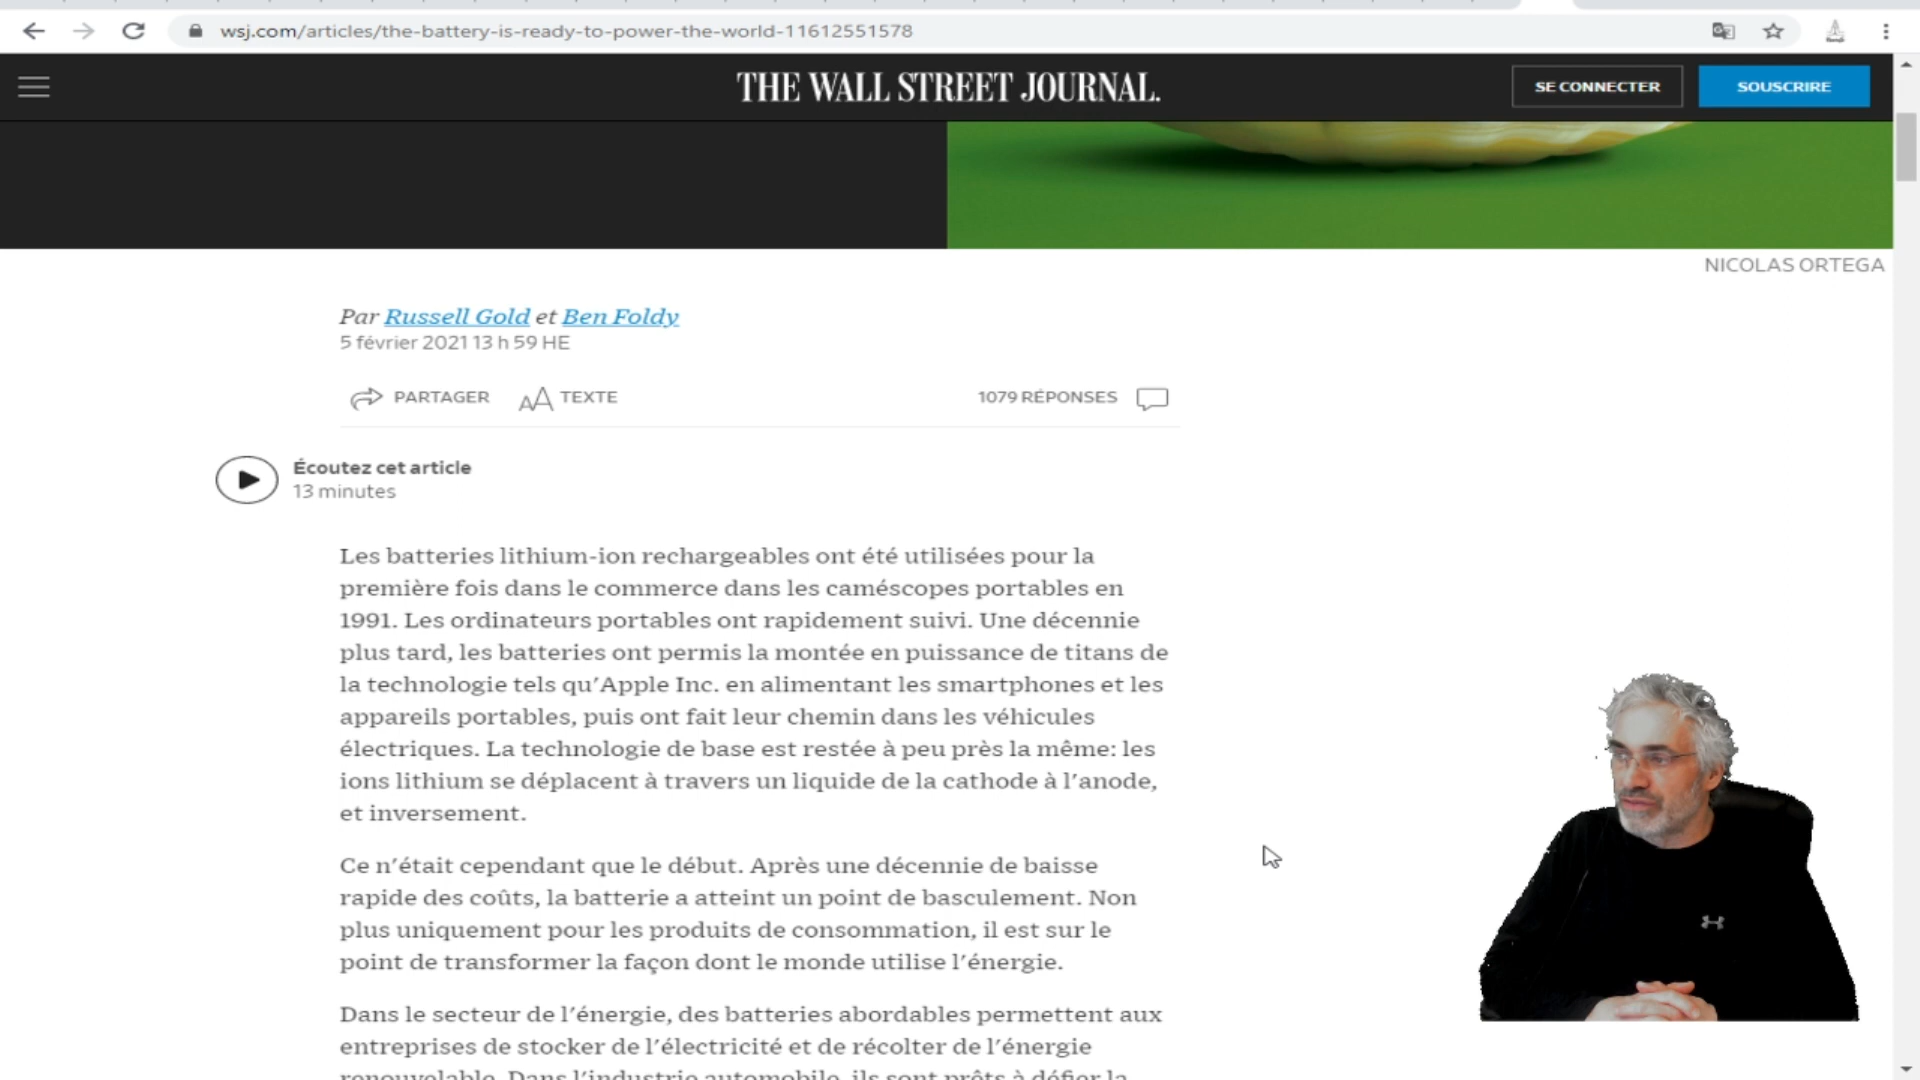 wsj.com/articles/the-battery-is-ready-to-power-the-world-11612551578
THE WALL STREET JOURNAL.
SE CONNECTER
SOUSCRIRE
NICOLAS ORTEGA
Par Russell Gold et Ben Foldy
5 février 2021 13 h 59 HE
PARTAGER
AA TEXTE
1079 RÉPONSES
Écoutez cet article
13 minutes
Les batteries lithium-ion rechargeables ont été utilisées pour la
première fois dans le commerce dans les caméscopes portables en
1991. Les ordinateurs portables ont rapidement suivi. Une décennie
plus tard, les batteries ont permis la montée en puissance de titans de
la technologie tels qu'Apple Inc. en alimentant les smartphones et les
appareils portables, puis ont fait leur chemin dans les véhicules
électriques. La technologie de base est restée à peu près la même: les
ions lithium se déplacent à travers un liquide de la cathode à l'anode,
et inversement.
Ce n'était cependant que le début. Après une décennie de baisse
rapide des coûts, la batterie a atteint un point de basculement. Non
plus uniquement pour les produits de consommation, il est sur le
point de transformer la façon dont le monde utilise l'énergie.
Dans le secteur de l'énergie, des batteries abordables permettent aux
entreprises de stocker de l'électricité et de récolter de l'énergie
renouvelable. Dans l'industrie automobile, ils sont prêts à défier la